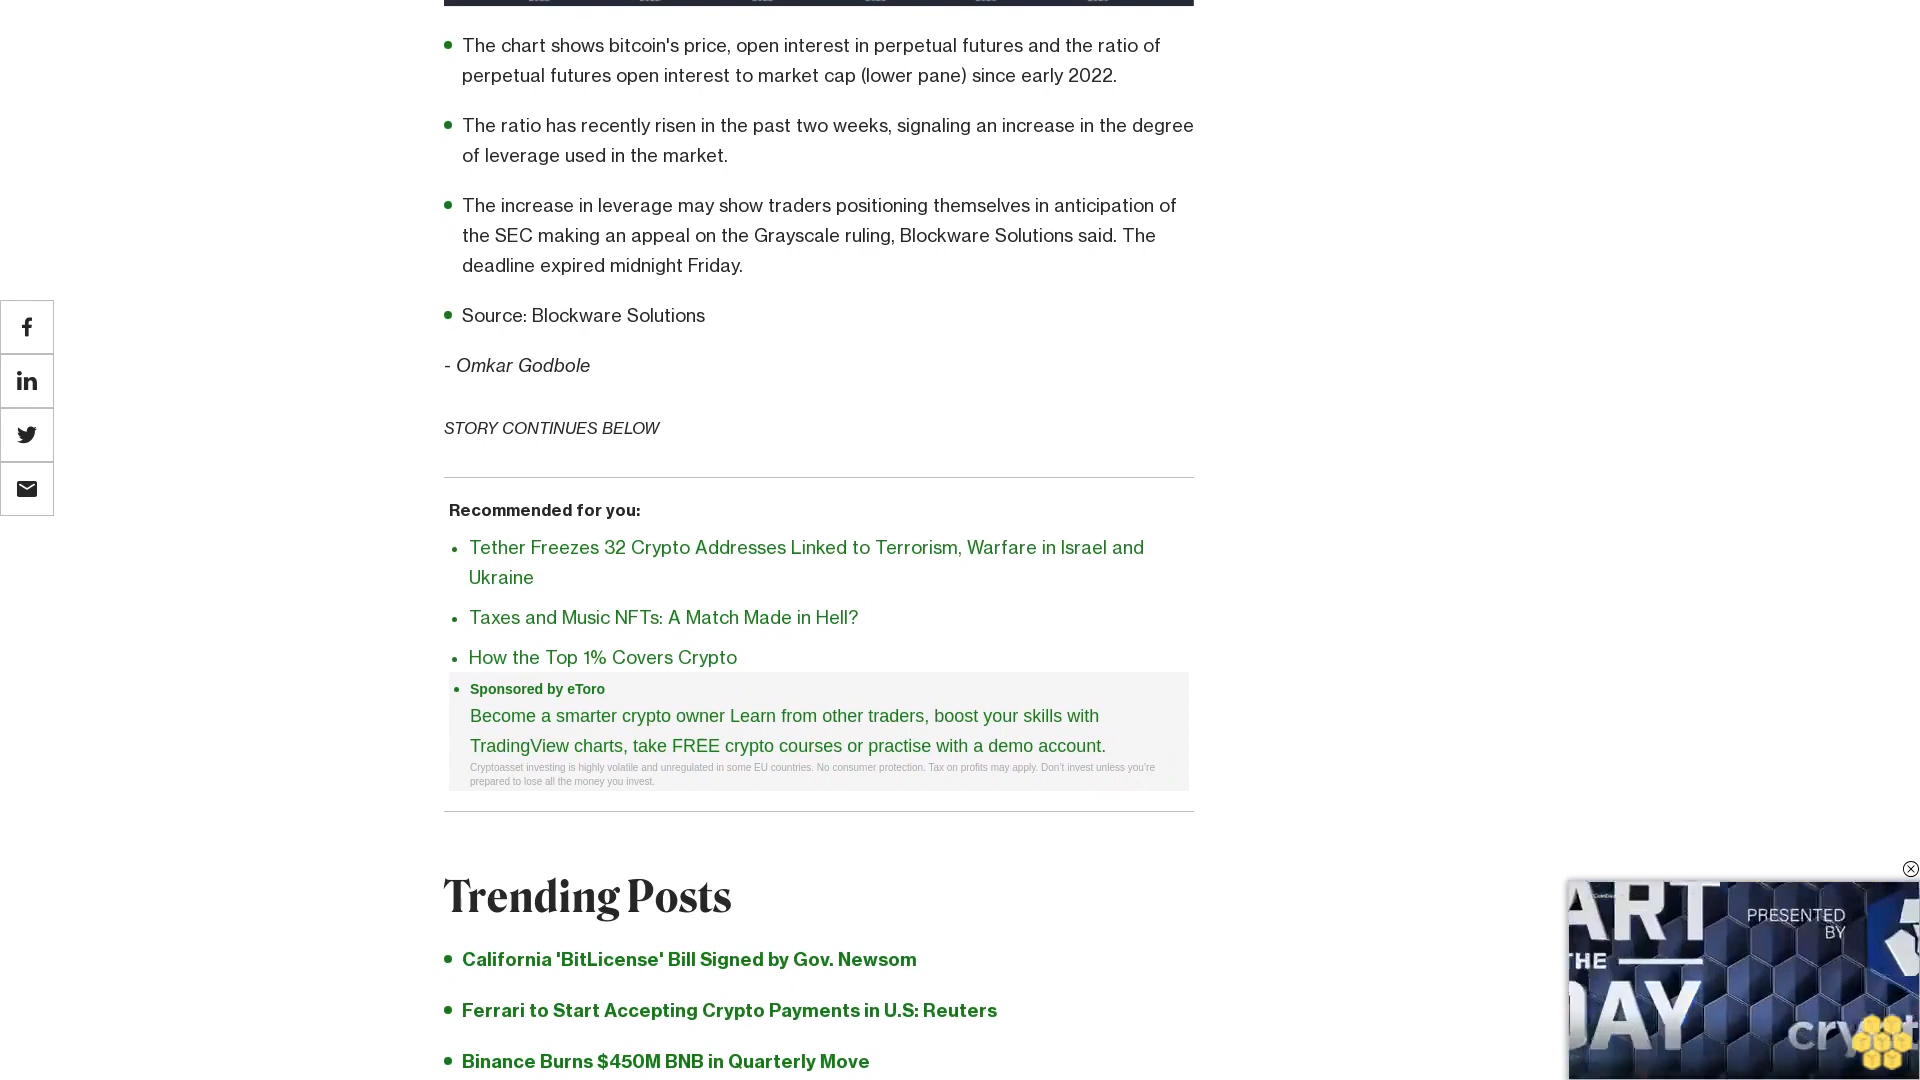 The chart shows bitcoin's price, open interest in perpetual futures and the ratio of
perpetual futures open interest to market cap (lower pane) since early 2022.
The ratio has recently risen in the past two weeks, signaling an increase in the degree
of leverage used in the market.
The increase in leverage may show traders positioning themselves in anticipation of
the SEC making an appeal on the Grayscale ruling, Blockware Solutions said. The
deadline expired midnight Friday.
Source: Blockware Solutions
- Omkar Godbole
STORY CONTINUES BELOW
Recommended for you:
Tether Freezes 32 Crypto Addresses Linked to Terrorism, Warfare in Israel and
Ukraine
Taxes and Music NFTs: A Match Made in Hell?
How the Top 1% Covers Crypto
Sponsored by eToro
Become a smarter crypto owner Learn from other traders, boost your skills with
TradingView charts, take FREE crypto courses or practise with a demo account.
Cryptoasset investing is highly volatile and unregulated in some EU countries. No consumer protection. Tax on profits may apply. Don't invest unless you're
prepared to lose all the money you invest.
Trending Posts
California 'BitLicense' Bill Signed by Gov. Newsom
Ferrari to Start Accepting Crypto Payments in U.S: Reuters
Binance Burns $450M BNB in Quarterly Move
ART
PRESENTED
BY
THE
DAY